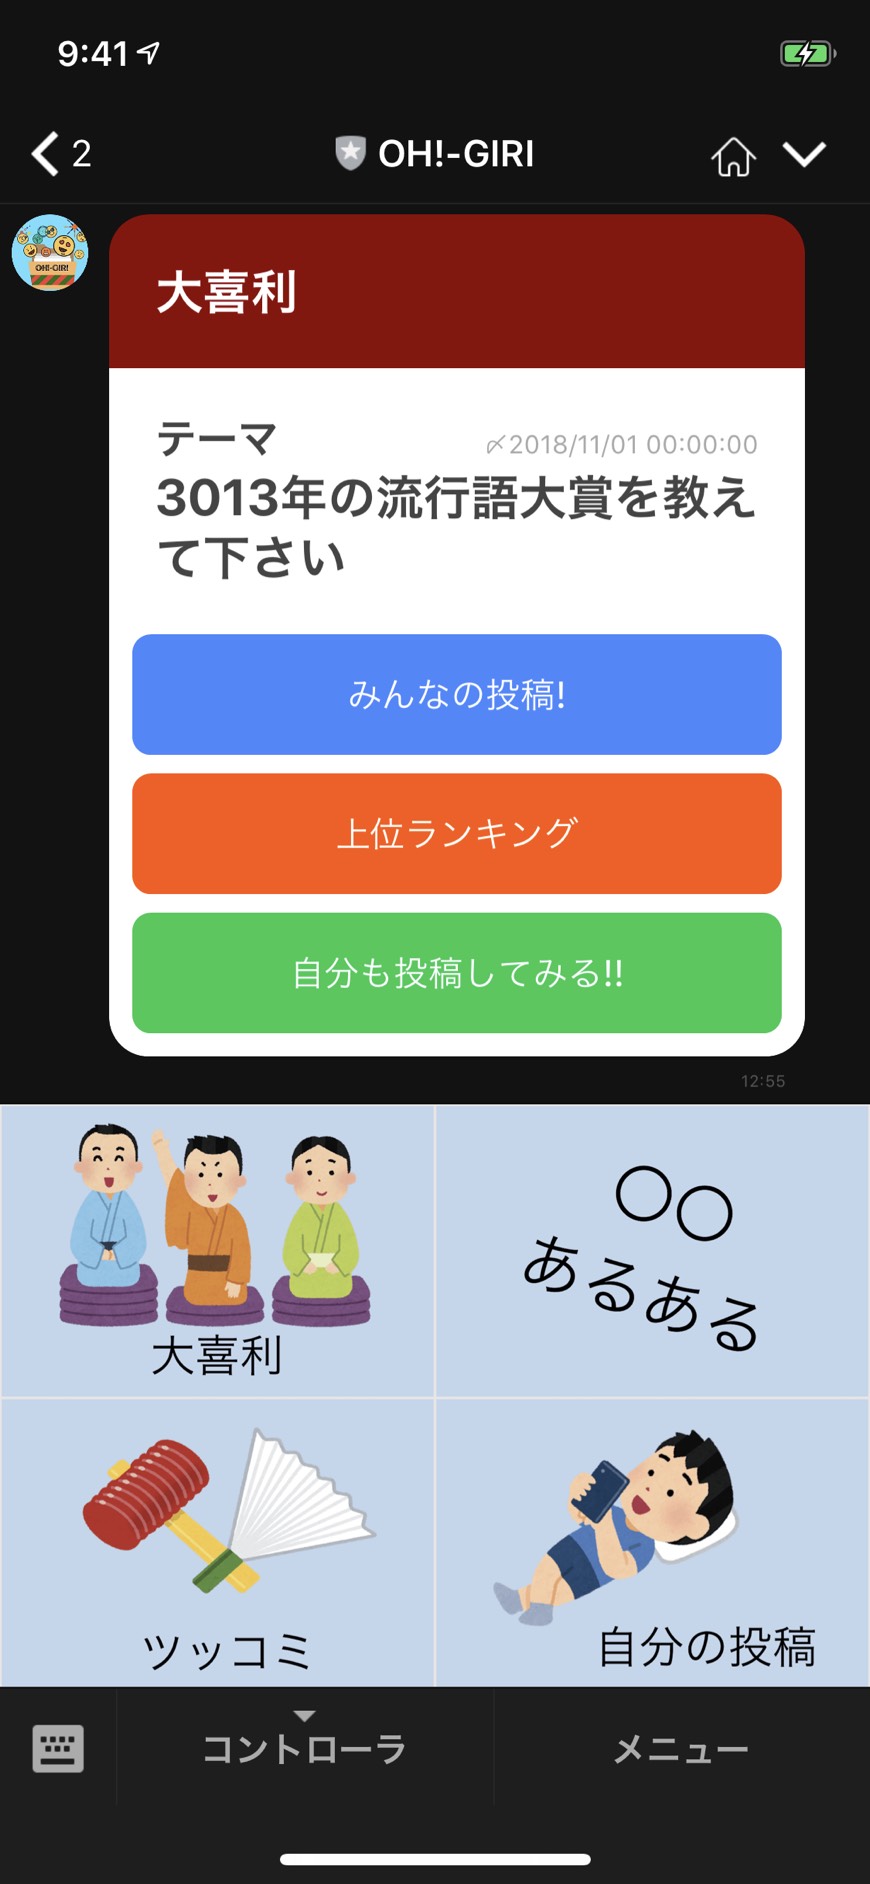 9:41
2
OH!-GIRI
OH!-GIRI
大喜利
テーマ
〆2018/11/01 00:00:00
3013年の流行語大賞を教え
て下さい
みんなの投稿!
上位ランキング
自分も投稿してみる!!
12:55
大喜利
〇〇
あるある
ツッコミ
自分の投稿
コントローラ
メニュー